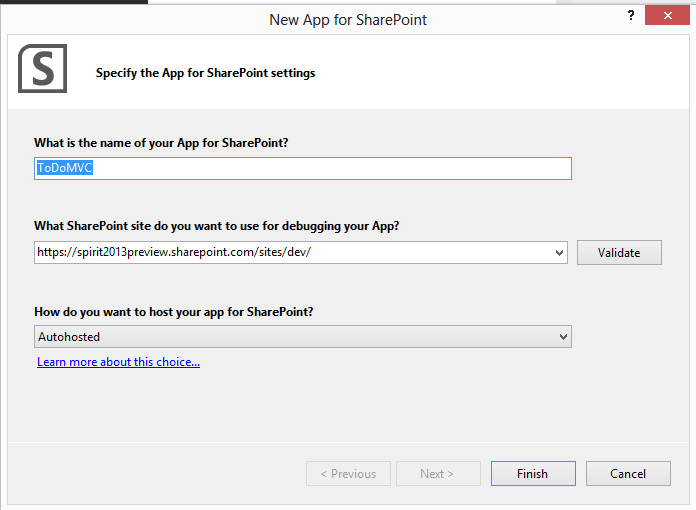 New App for SharePoint
?
S
Specify the App for SharePoint settings
What is the name of your App for SharePoint?
ToDoMVC
What SharePoint site do you want to use for debugging your App?
https://spirit2013preview.sharepoint.com/sites/dev/
Validate
How do you want to host your app for SharePoint?
Autohosted
Learn more about this choice...
< Previous
Next >
Finish
Cancel